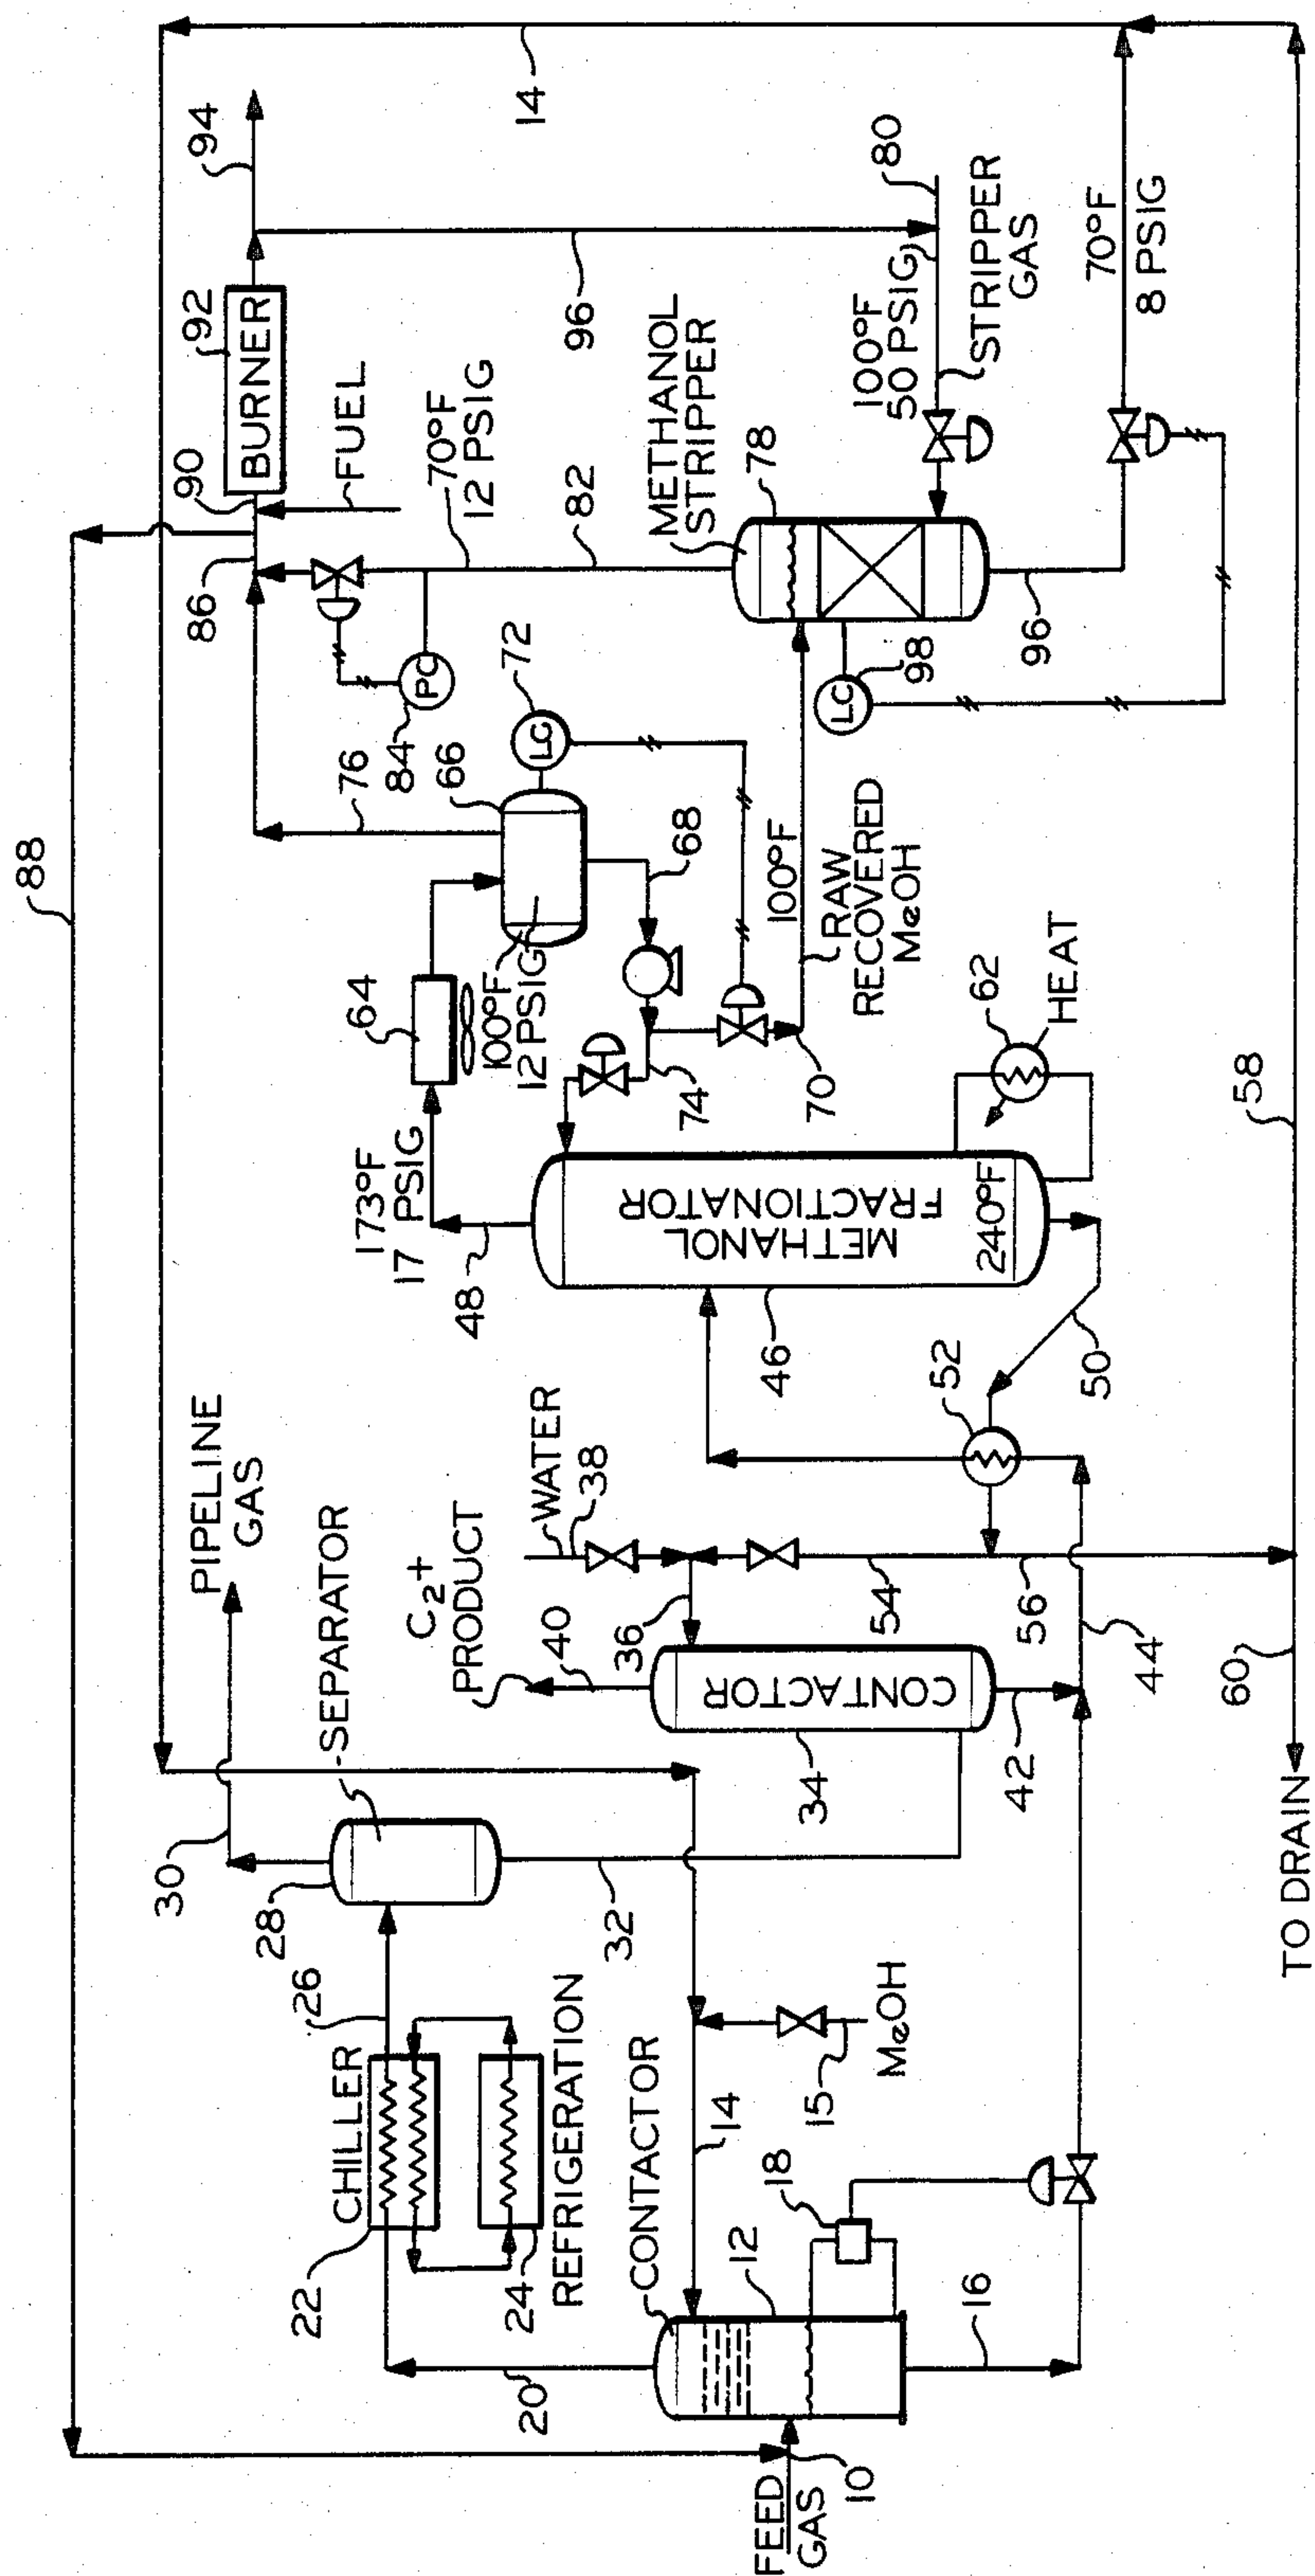 88
14
94
92
BURNER
90
FUEL
86
70°F
12 PSIG
82
PC
84
76
72
LC
66
68
64
100°F
12 PSIG
96
80
100°F
50 PSIG
STRIPPER
GAS
METHANOL
STRIPPER
78
LC
98
96
70°F
8 PSIG
100°F
RAW
RECOVERED
MeOH
70
74
62
HEAT
173°F
17 PSIG
48
METHANOL
FRACTIONATOR
240°F
46
50
52
58
PIPELINE
GAS
SEPARATOR
30
28
32
C2+
PRODUCT
40
WATER
38
36
54
56
CONTACTOR
34
42
44
60
TO DRAIN
26
CHILLER
22
24
REFRIGERATION
20
CONTACTOR
14
15
MeOH
18
12
16
FEED
GAS
10